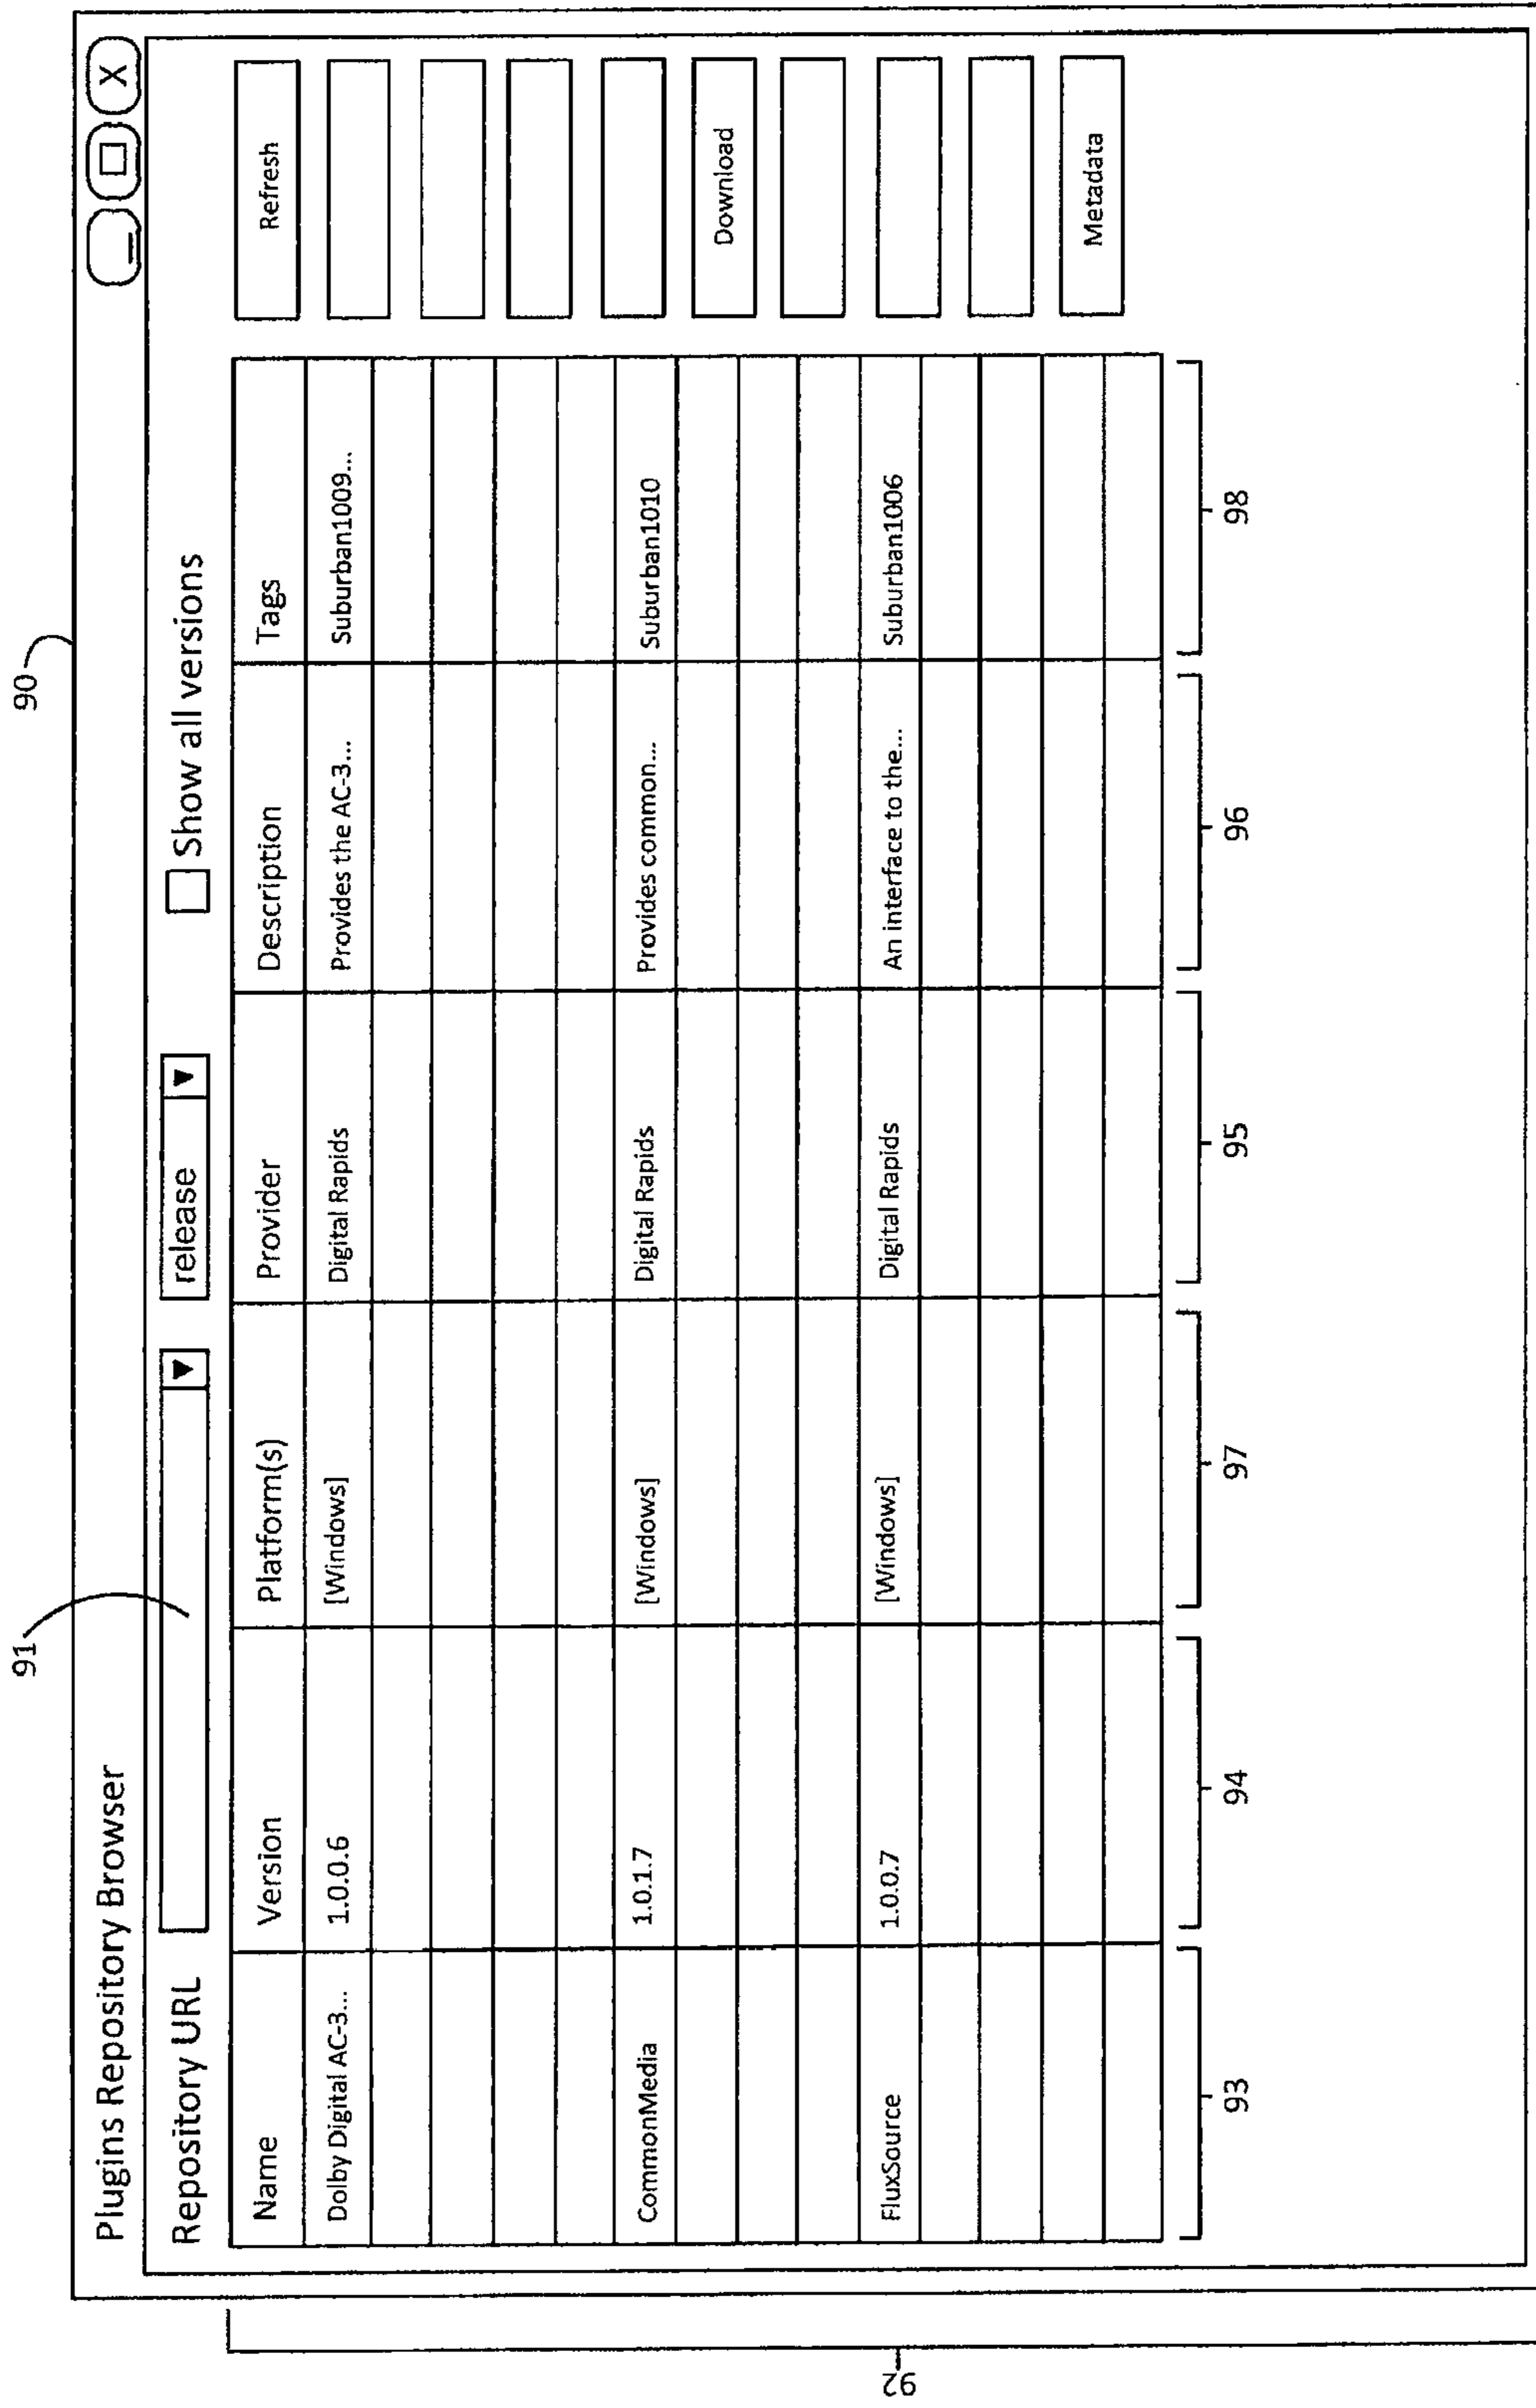 90
91
Plugins Repository Browser
_ □ X
Repository URL ▼ release ▼ Show all versions
Name Version Platform(s) Provider Description Tags
Refresh
Dolby Digital AC-3... 1.0.0.6 [Windows] Digital Rapids Provides the AC-3... Suburban1009...
CommonMedia 1.0.1.7 [Windows] Digital Rapids Provides common... Suburban1010
Download
FluxSource 1.0.0.7 [Windows] Digital Rapids An interface to the... Suburban1006
Metadata
92
93 94 97 95 96 98